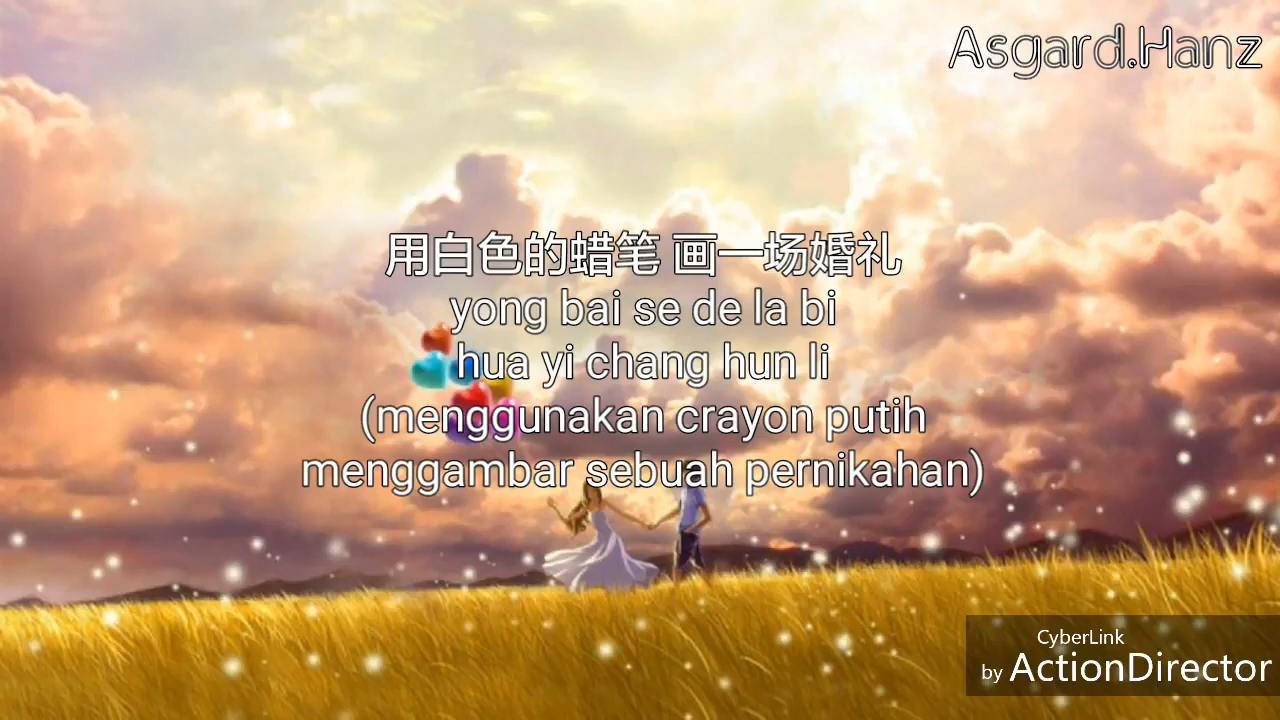 Asgard.Hanz
用白色的蜡笔 画一场婚礼
yong bai se de la bi
hua yi chang hun li
(menggunakan crayon putih
menggambar sebuah pernikahan)
CyberLink
by ActionDirector